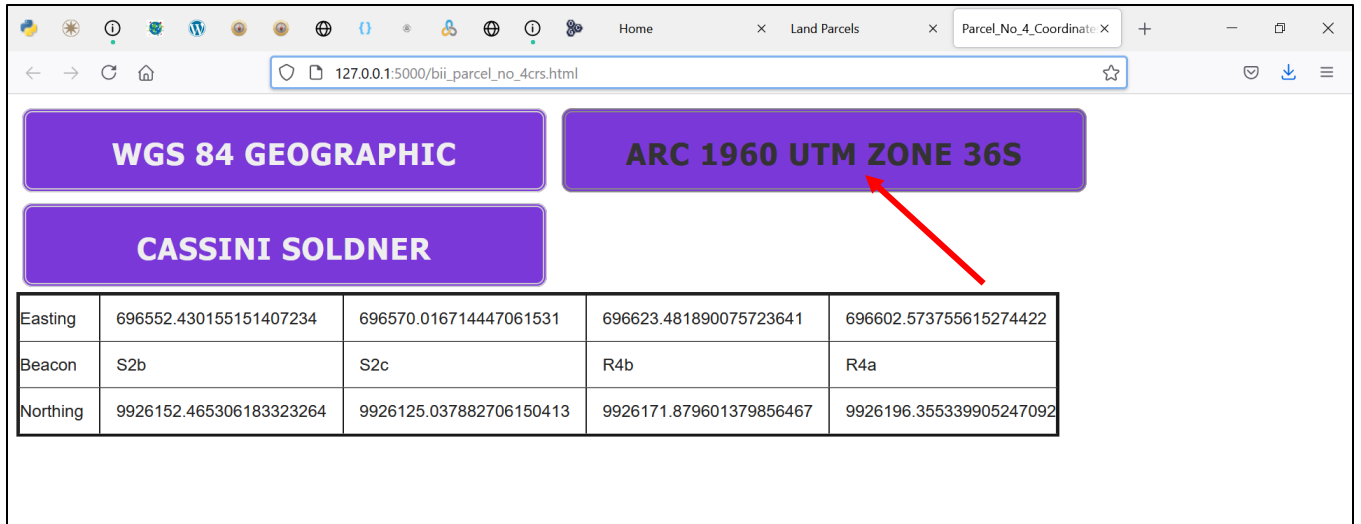 Home
Land Parcels
Parcel_No_4_Coordinate
127.0.0.1:5000/bii_parcel_no_4crs.html
WGS 84 GEOGRAPHIC
ARC 1960 UTM ZONE 36S
CASSINI SOLDNER
Easting 696552.430155151407234 696570.016714447061531 696623.481890075723641 696602.573755615274422
Beacon S2b S2c R4b R4a
Northing 9926152.465306183323264 9926125.037882706150413 9926171.879601379856467 9926196.355339905247092